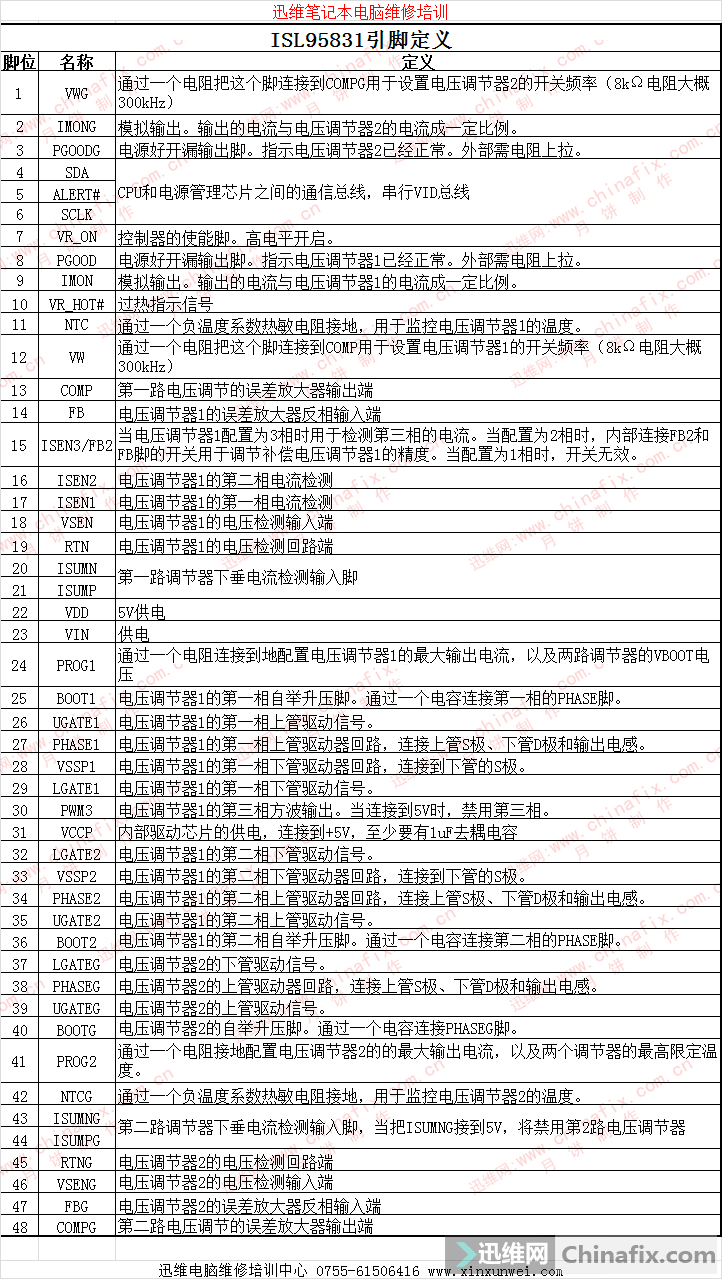 迅维笔记本电脑维修培训
ISL95831引脚定义
脚位 名称 定义
1 VWG 通过一个电阻把这个脚连接到COMPG用于设置电压调节器2的开关频率（8kΩ电阻大概
300kHz）
2 IMONG 模拟输出。输出的电流与电压调节器2的电流成一定比例。
3 PGOODG 电源好开漏输出脚。指示电压调节器2已经正常。外部需电阻上拉。
4 SDA
5 ALERT# CPU和电源管理芯片之间的通信总线，串行VID总线
6 SCLK
7 VR_ON 控制器的使能脚。高电平开启。
8 PGOOD 电源好开漏输出脚。指示电压调节器1已经正常。外部需电阻上拉。
9 IMON 模拟输出。输出的电流与电压调节器1的电流成一定比例。
10 VR_HOT# 过热指示信号
11 NTC 通过一个负温度系数热敏电阻接地，用于监控电压调节器1的温度。
12 VW 通过一个电阻把这个脚连接到COMP用于设置电压调节器1的开关频率（8kΩ电阻大概
300kHz）
13 COMP 第一路电压调节的误差放大器输出端
14 FB 电压调节器1的误差放大器反相输入端
15 ISEN3/FB2 当电压调节器1配置为3相时用于检测第三相的电流。当配置为2相时，内部连接FB2和
FB脚的开关用于调节补偿电压调节器1的精度。当配置为1相时，开关无效。
16 ISEN2 电压调节器1的第二相电流检测
17 ISEN1 电压调节器1的第一相电流检测
18 VSEN 电压调节器1的电压检测输入端
19 RTN 电压调节器1的电压检测回路端
20 ISUMN 第一路调节器下垂电流检测输入脚
21 ISUMP
22 VDD 5V供电
23 VIN 供电
24 PROG1 通过一个电阻连接到地配置电压调节器1的最大输出电流，以及两路调节器的VBOOT电
压
25 BOOT1 电压调节器1的第一相自举升压脚。通过一个电容连接第一相的PHASE脚。
26 UGATE1 电压调节器1的第一相上管驱动信号。
27 PHASE1 电压调节器1的第一相上管驱动器回路，连接上管S极、下管D极和输出电感。
28 VSSP1 电压调节器1的第一相下管驱动器回路，连接到下管的S极。
29 LGATE1 电压调节器1的第一相下管驱动信号。
30 PWM3 电压调节器1的第三相方波输出。当连接到5V时，禁用第三相。
31 VCCP 内部驱动芯片的供电，连接到+5V，至少要有1uF去耦电容
32 LGATE2 电压调节器1的第二相下管驱动信号。
33 VSSP2 电压调节器1的第二相下管驱动器回路，连接到下管的S极。
34 PHASE2 电压调节器1的第二相上管驱动器回路，连接上管S极、下管D极和输出电感。
35 UGATE2 电压调节器1的第二相上管驱动信号。
36 BOOT2 电压调节器1的第二相自举升压脚。通过一个电容连接第二相的PHASE脚。
37 LGATEG 电压调节器2的下管驱动信号。
38 PHASEG 电压调节器2的上管驱动器回路，连接上管S极、下管D极和输出电感。
39 UGATEG 电压调节器2的上管驱动信号。
40 BOOTG 电压调节器2的自举升压脚。通过一个电容连接PHASEG脚。
41 PROG2 通过一个电阻接地配置电压调节器2的的最大输出电流，以及两个调节器的最高限定温
度。
42 NTCG 通过一个负温度系数热敏电阻接地，用于监控电压调节器2的温度。
43 ISUMNG 第二路调节器下垂电流检测输入脚，当把ISUMNG接到5V，将禁用第2路电压调节器
44 ISUMPG
45 RTNG 电压调节器2的电压检测回路端
46 VSENG 电压调节器2的电压检测输入端
47 FBG 电压调节器2的误差放大器反相输入端
48 COMPG 第二路电压调节的误差放大器输出端
迅维电脑维修培训中心 0755-61506416 www.xinxunwei.com
迅维网 Chinafix.com
迅维网:www.chinafix.com.cn
月饼制作